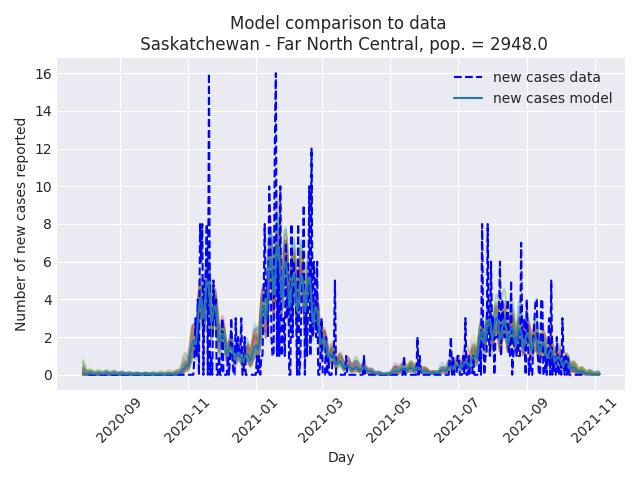 Model comparison to data
Saskatchewan - Far North Central, pop. = 2948.0
new cases data
new cases model
16
14
12
10
8
6
4
2
0
Number of new cases reported
2020-09
2020-11
2021-01
2021-03
2021-05
2021-07
2021-09
2021-11
Day